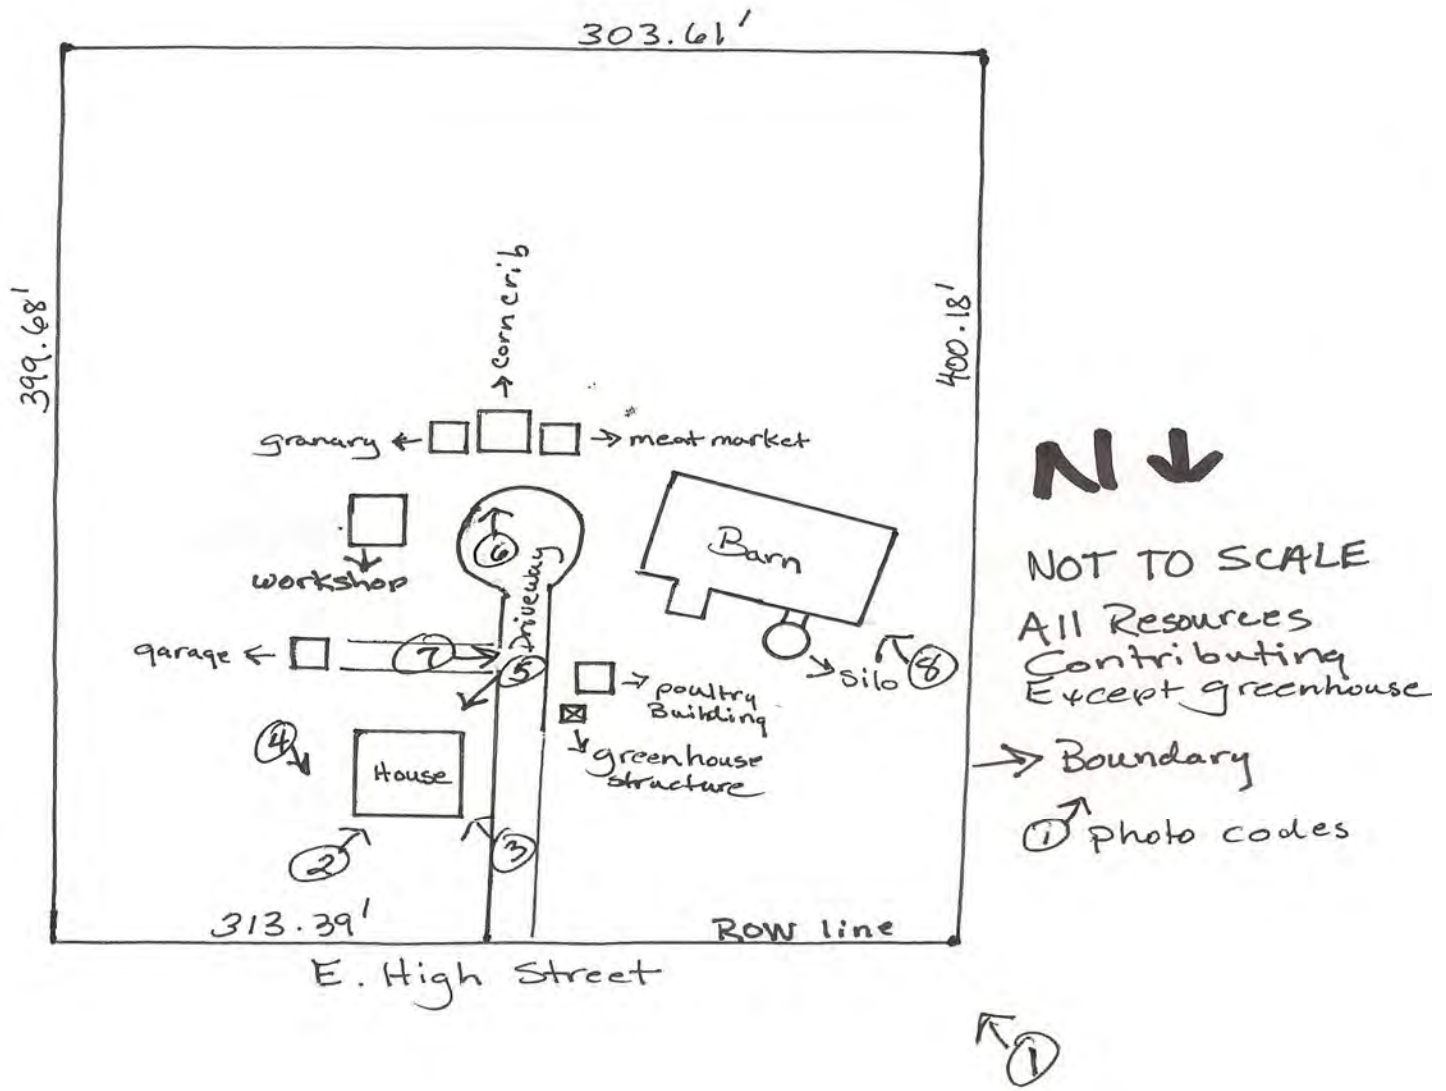 303.61'
399.68'
400.18'
corncrib
granary
meat market
N
NOT TO SCALE
All Resources
Contributing
Except greenhouse
Boundary
1 photo codes
workshop
6
Driveway
Barn
garage
7
5
poultry
Building
silo
8
greenhouse
structure
4
House
2
3
313.39'
ROW line
E. High Street
1